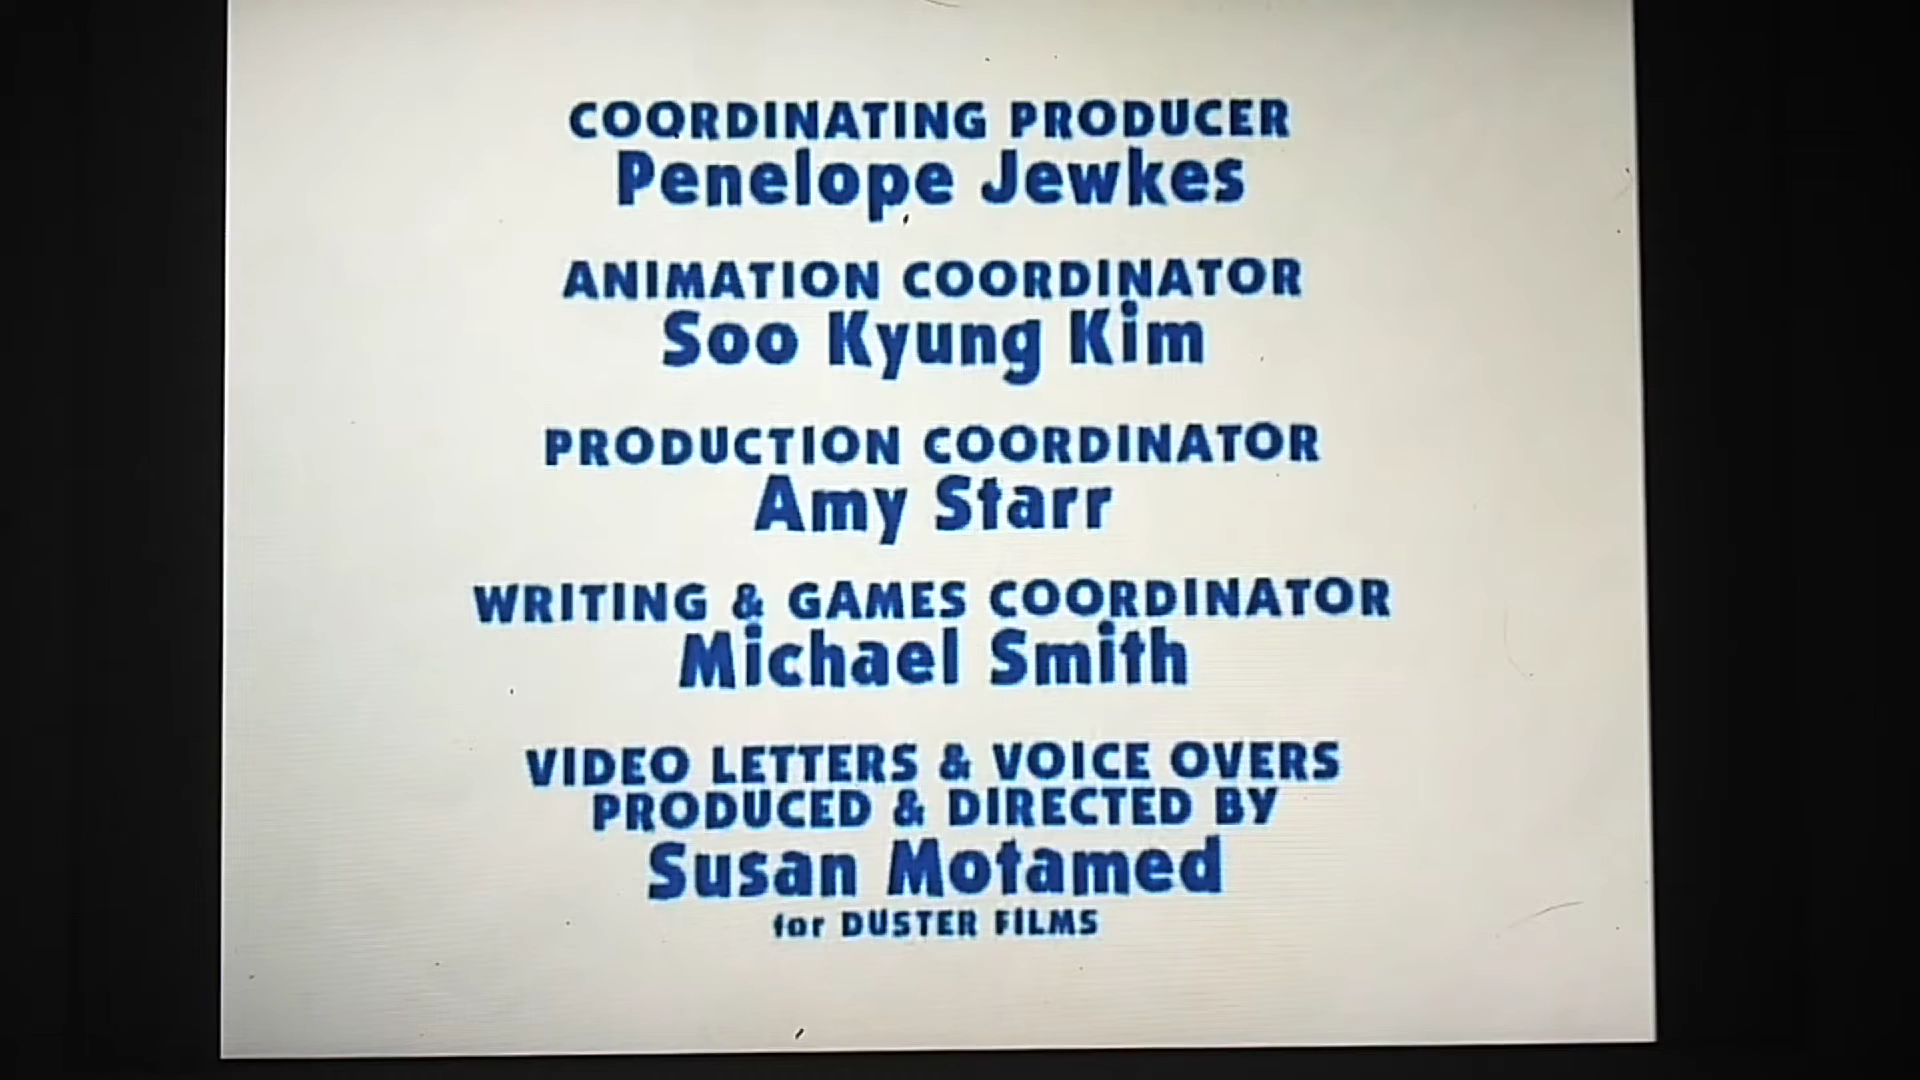 COORDINATING PRODUCER
Penelope Jewkes
ANIMATION COORDINATOR
Soo Kyung Kim
PRODUCTION COORDINATOR
Amy Starr
WRITING & GAMES COORDINATOR
Michael Smith
VIDEO LETTERS & VOICE OVERS
PRODUCED & DIRECTED BY
Susan Motamed
for DUSTER FILMS